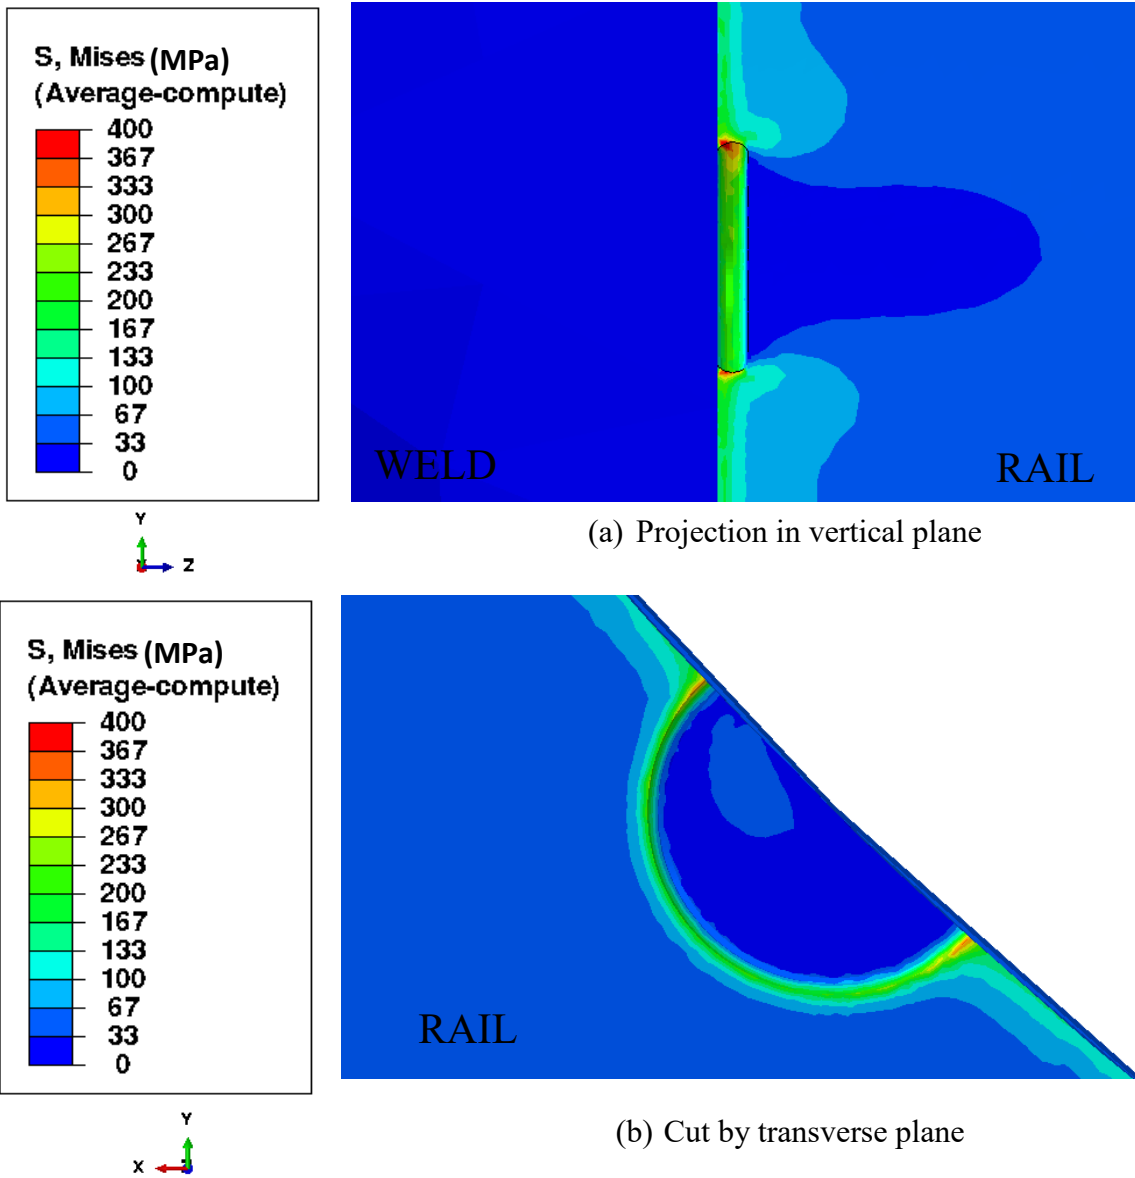 S, Mises (MPa)
(Average-compute)
400
367
333
300
267
233
200
167
133
100
67
33
0
Y
Z
WELD
RAIL
(a) Projection in vertical plane
S, Mises (MPa)
(Average-compute)
400
367
333
300
267
233
200
167
133
100
67
33
0
Y
X
RAIL
(b) Cut by transverse plane